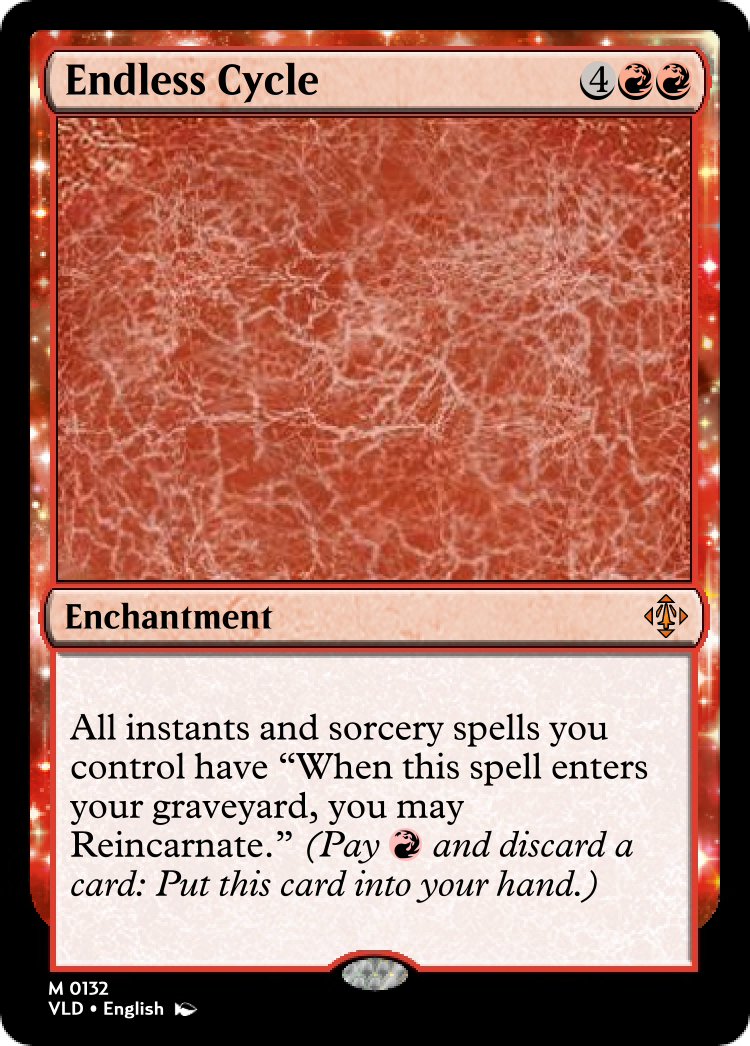 Endless Cycle 4
Enchantment
All instants and sorcery spells you
control have “When this spell enters
your graveyard, you may
Reincarnate.” (Pay and discard a
card: Put this card into your hand.)
M 0132
VLD • English